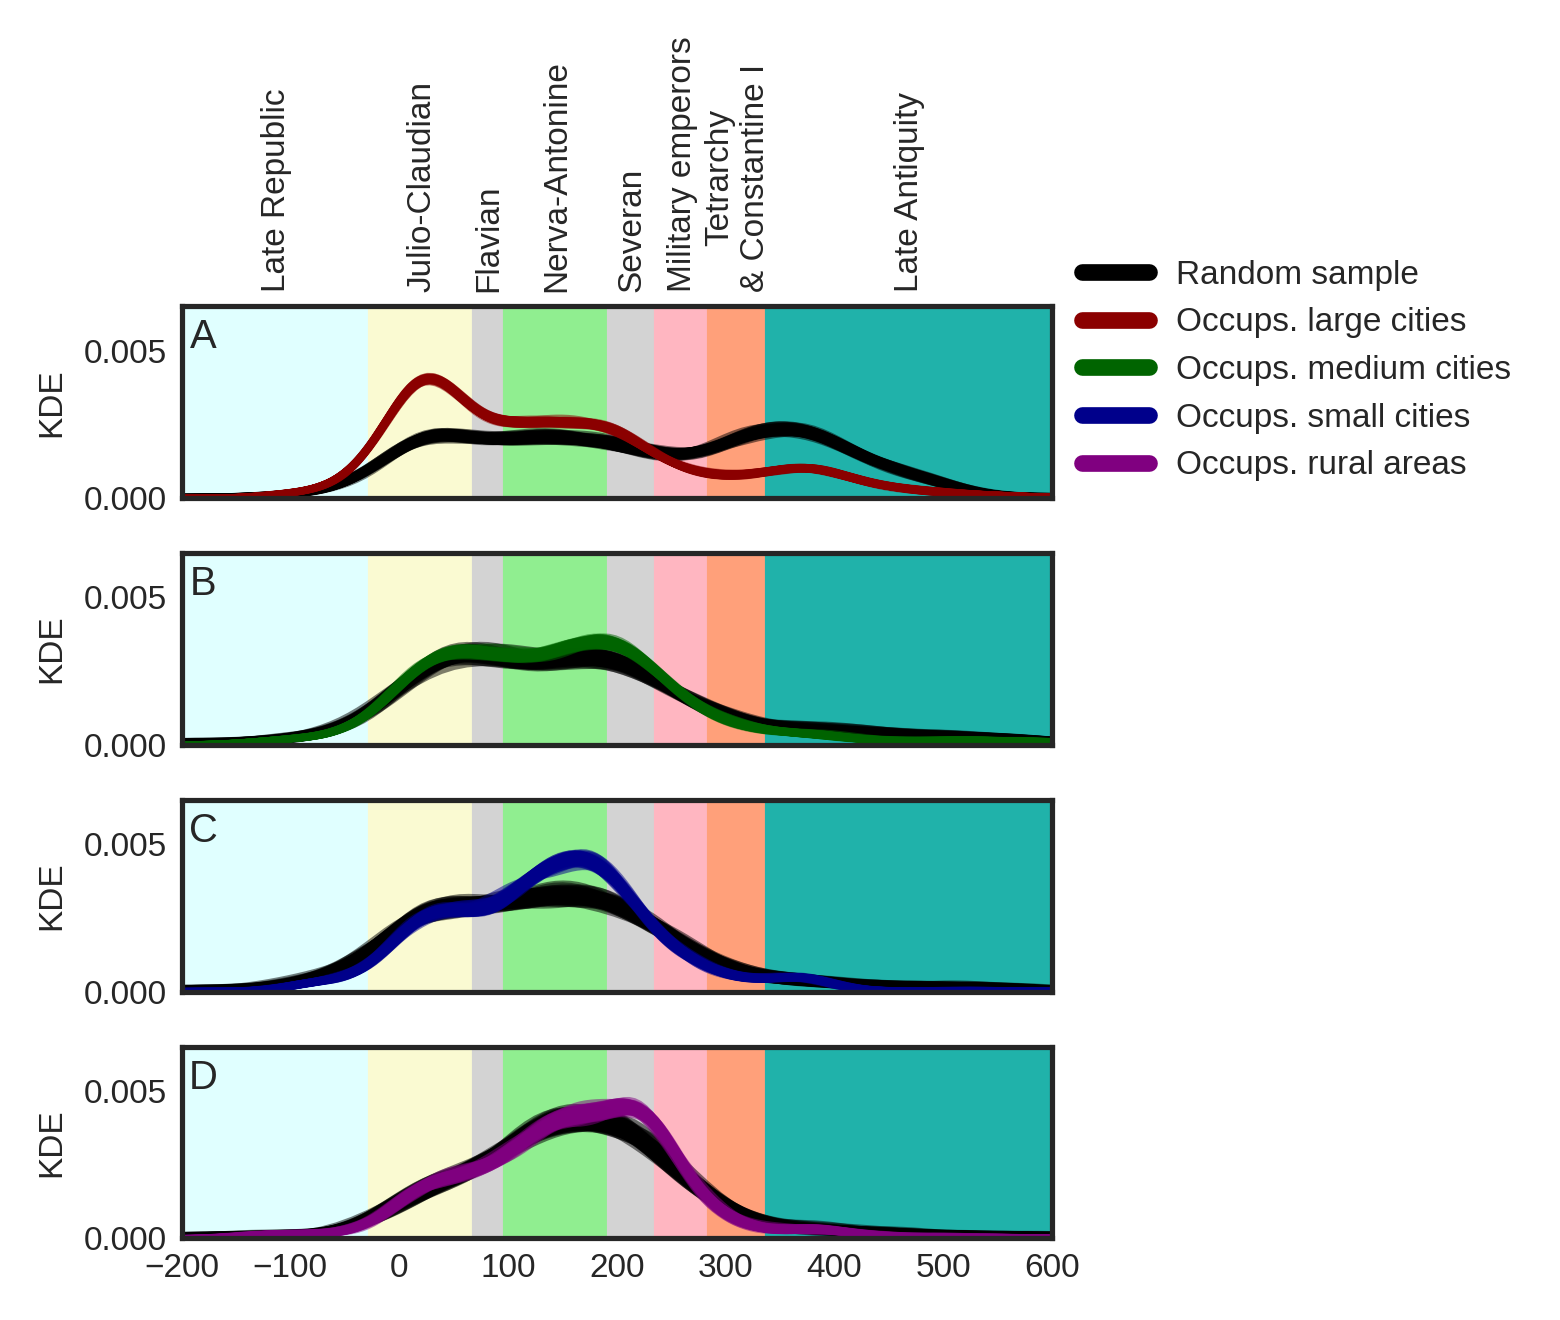 Late Republic
Julio-Claudian
Flavian
Nerva-Antonine
Severan
Military emperors
Tetrarchy
& Constantine I
Late Antiquity
Random sample
Occups. large cities
Occups. medium cities
Occups. small cities
Occups. rural areas
A
KDE
0.005
0.000
B
KDE
0.005
0.000
C
KDE
0.005
0.000
D
KDE
0.005
0.000
−200 −100 0 100 200 300 400 500 600